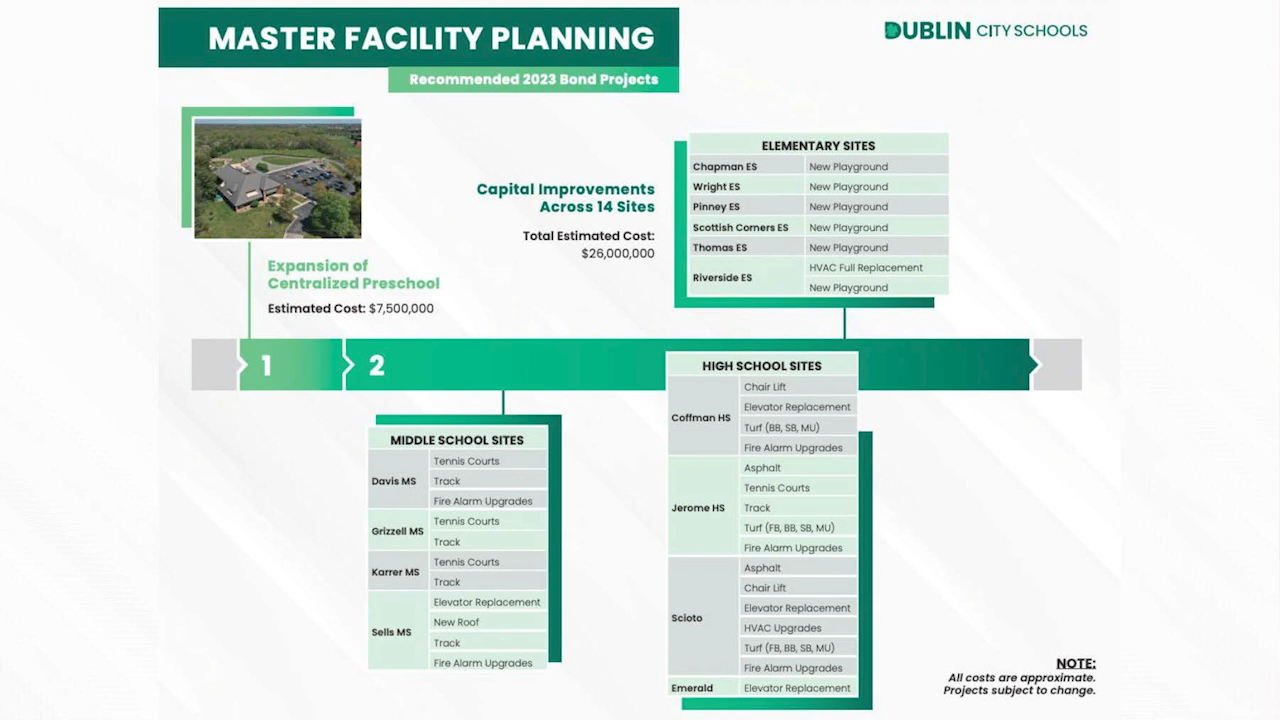 MASTER FACILITY PLANNING
Recommended 2023 Bond Projects
DUBLIN CITY SCHOOLS
Expansion of
Centralized Preschool
Estimated Cost: $7,500,000
Capital Improvements
Across 14 Sites
Total Estimated Cost:
$26,000,000
ELEMENTARY SITES
Chapman ES New Playground
Wright ES New Playground
Pinney ES New Playground
Scottish Corners ES New Playground
Thomas ES New Playground
Riverside ES HVAC Full Replacement
New Playground
1
2
MIDDLE SCHOOL SITES
Davis MS Tennis Courts
Track
Fire Alarm Upgrades
Grizzell MS Tennis Courts
Track
Karrer MS Tennis Courts
Track
Sells MS Elevator Replacement
New Roof
Track
Fire Alarm Upgrades
HIGH SCHOOL SITES
Coffman HS Chair Lift
Elevator Replacement
Turf (BB, SB, MU)
Fire Alarm Upgrades
Jerome HS Asphalt
Tennis Courts
Track
Turf (FB, BB, SB, MU)
Fire Alarm Upgrades
Scioto Asphalt
Chair Lift
Elevator Replacement
HVAC Upgrades
Turf (FB, BB, SB, MU)
Fire Alarm Upgrades
Emerald Elevator Replacement
NOTE:
All costs are approximate.
Projects subject to change.